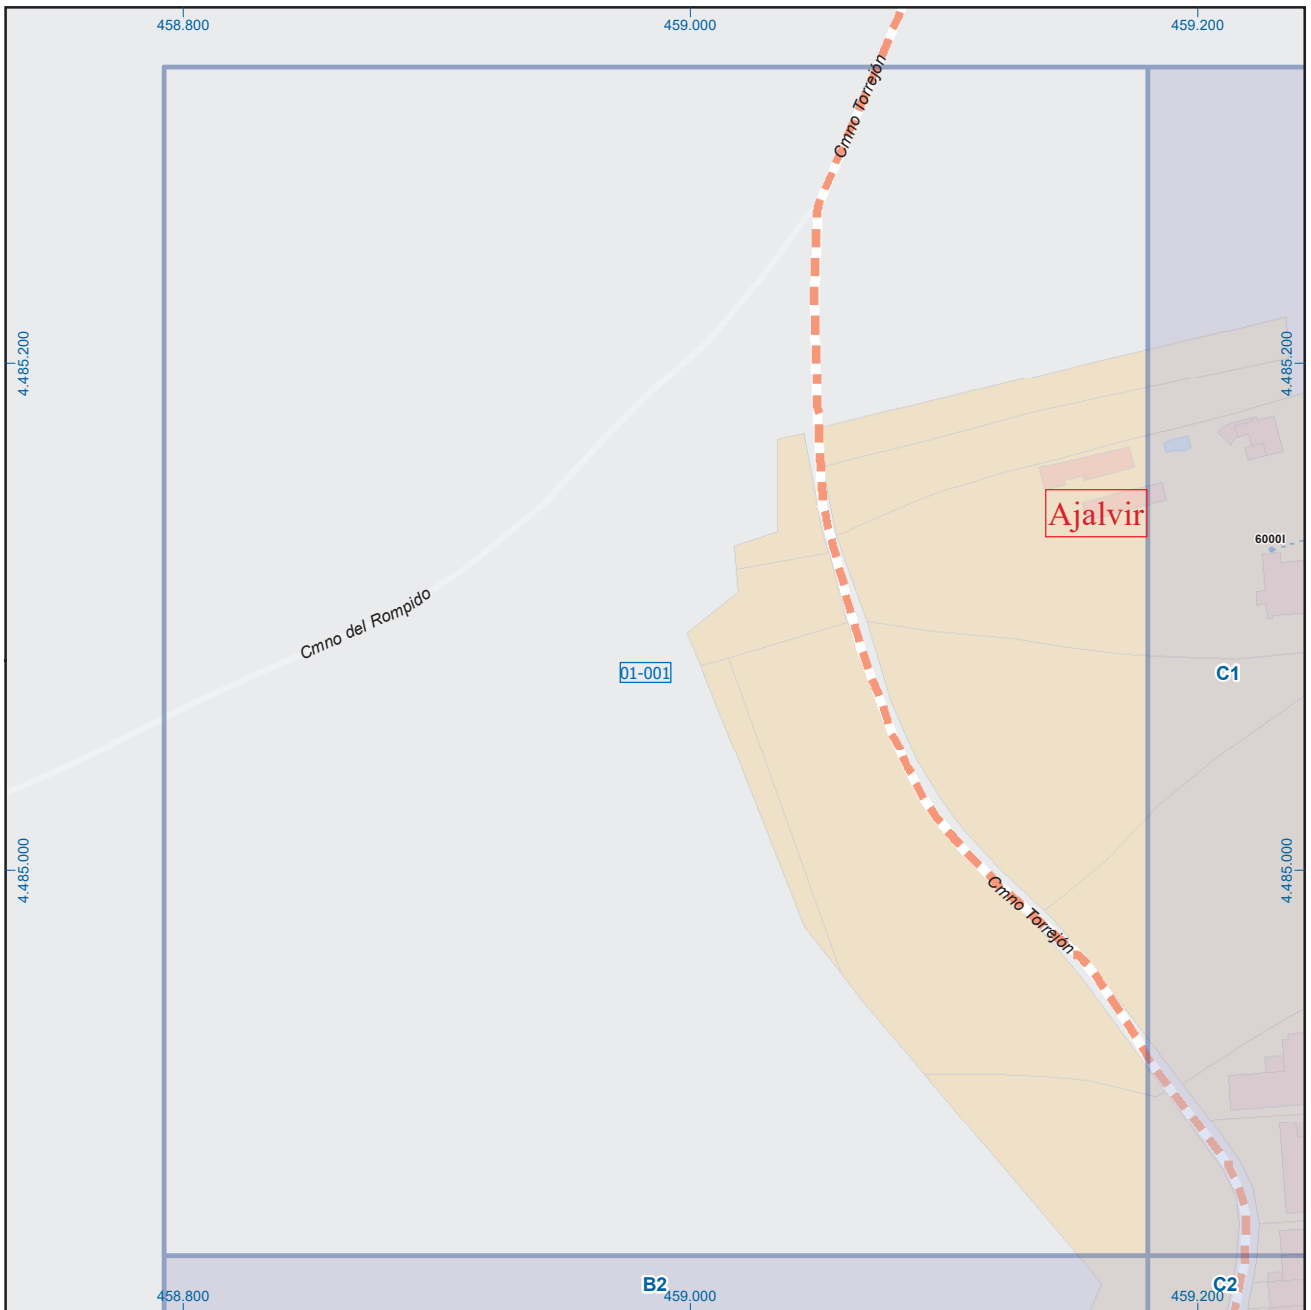 458.800
459.000
459.200
Cmno Torrejón
4.485.200
4.485.200
Ajalvir
6000I
Cmno del Rompido
01-001
C1
4.485.000
4.485.000
Cmno Torrejón
B2
C2
458.800
459.000
459.200